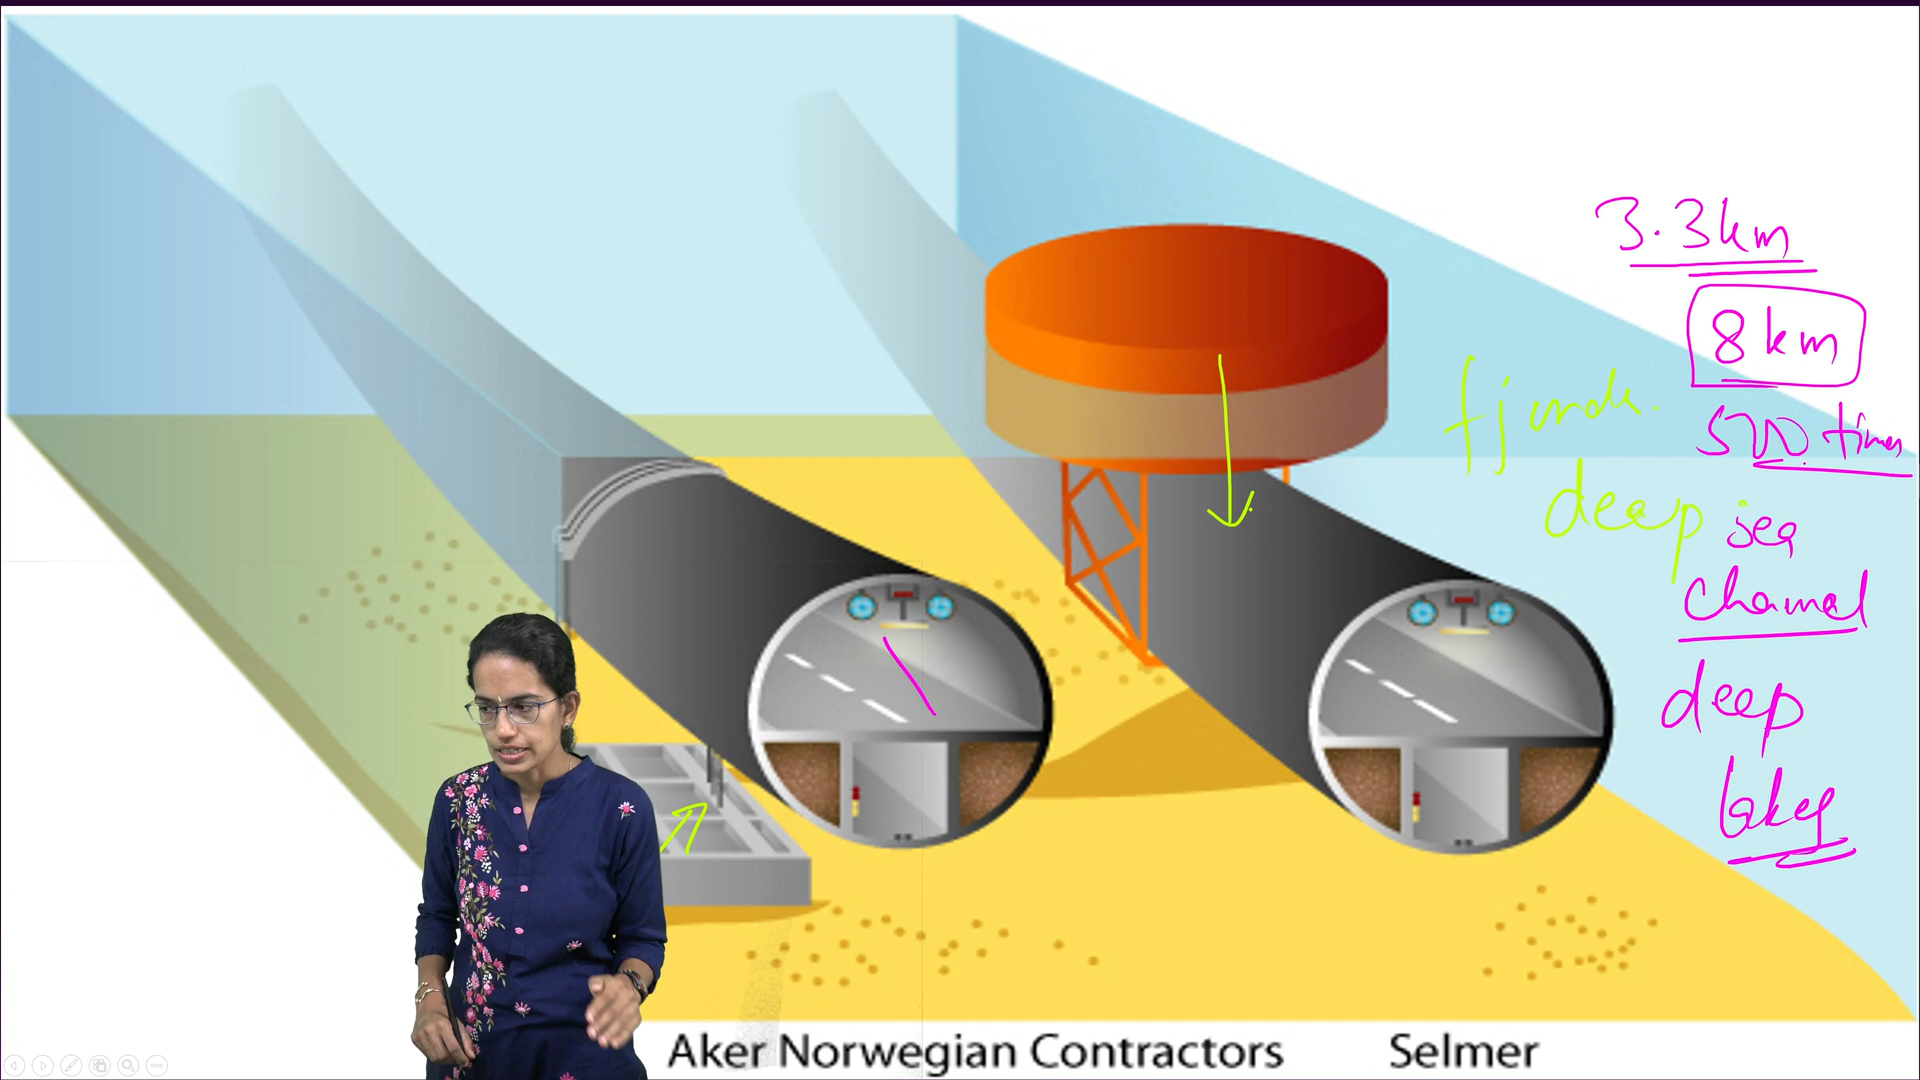 3.3km
8km
500 times
fjords.
deep sea
channel
deep
lakes
Aker Norwegian Contractors
Selmer